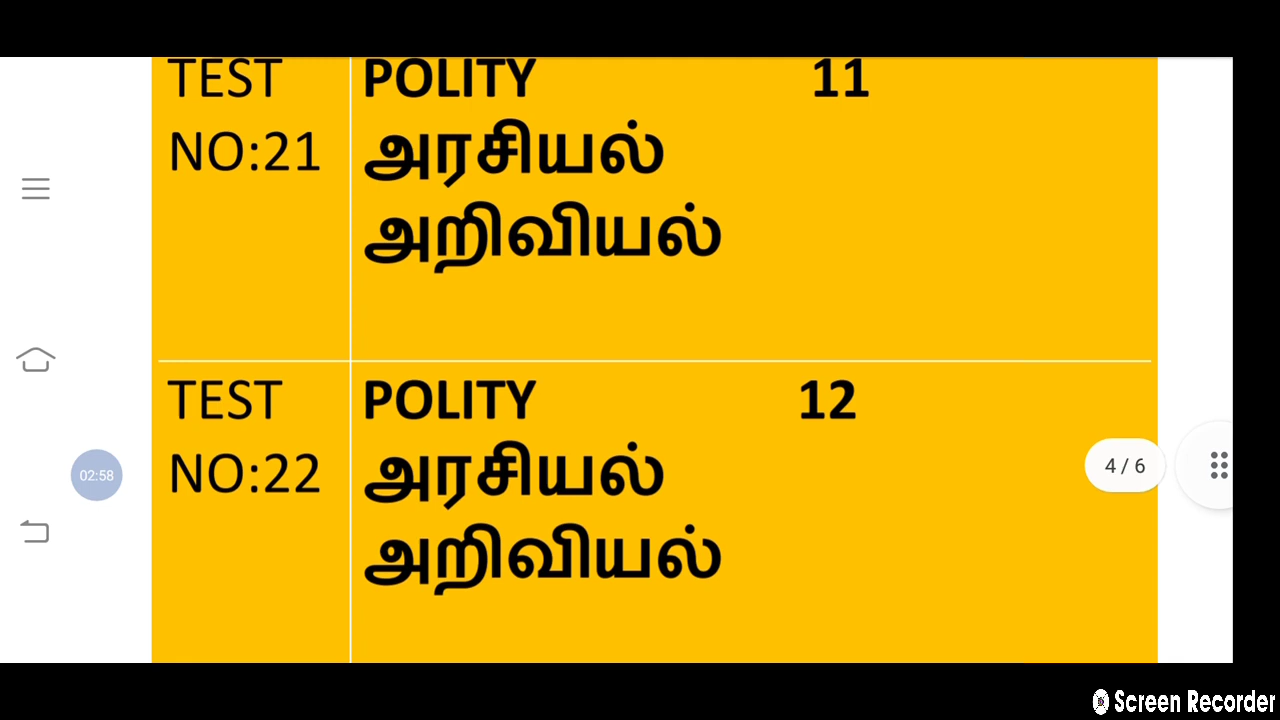 TEST POLITY 11
NO:21 அரசியல்
அறிவியல்
TEST POLITY 12
NO:22 அரசியல்
அறிவியல்
02:58
4 / 6
Screen Recorder